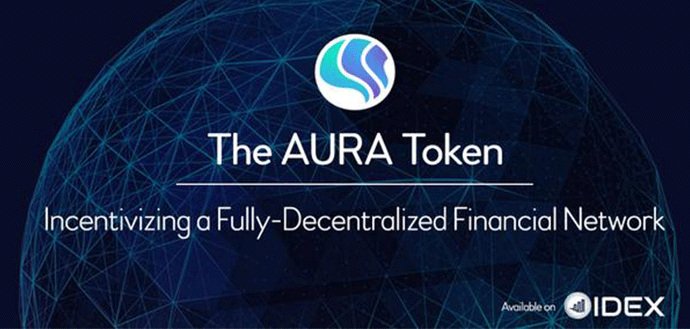 The AURA Token
Incentivizing a Fully-Decentralized Financial Network
Available on IDEX